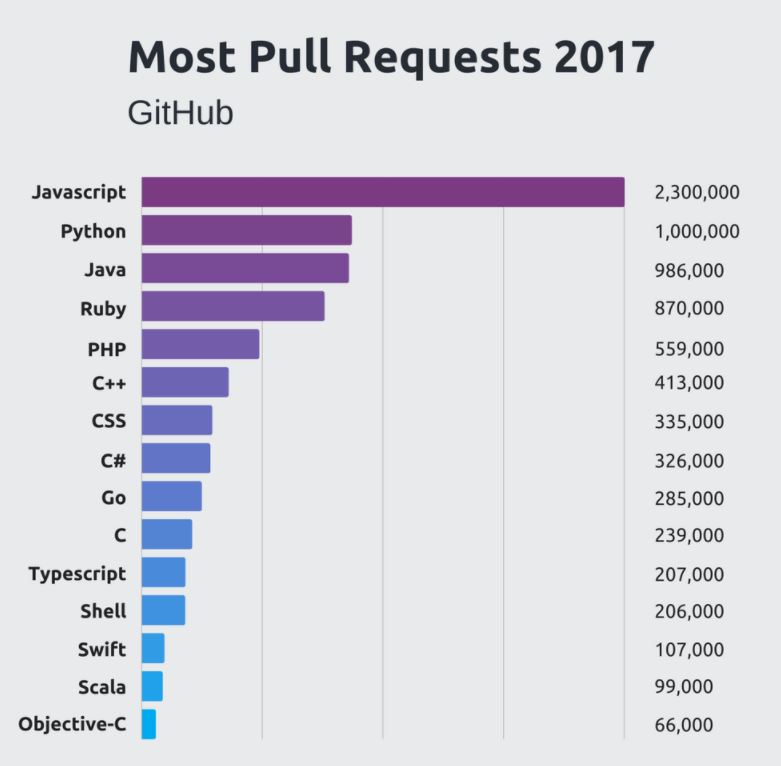 Most Pull Requests 2017
GitHub
Javascript 2,300,000
Python 1,000,000
Java 986,000
Ruby 870,000
PHP 559,000
C++ 413,000
CSS 335,000
C# 326,000
Go 285,000
C 239,000
Typescript 207,000
Shell 206,000
Swift 107,000
Scala 99,000
Objective-C 66,000